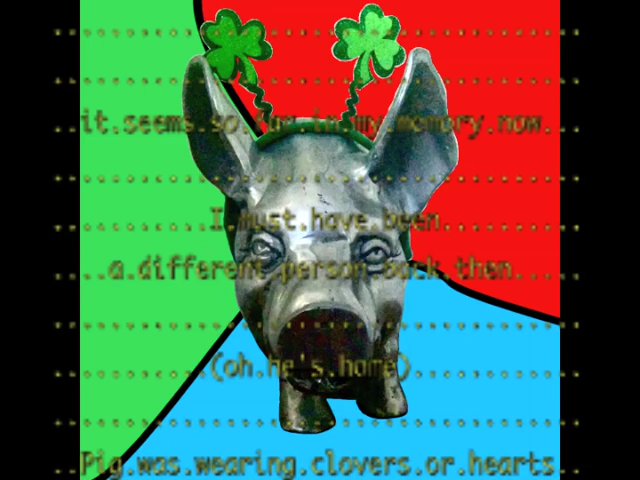 ..it.seems.so.far.in.my.memory.now...
...........I.must.have.been..........
....a.different.person.back.then.....
...........(oh.he's.home)............
..Pig.was.wearing.clovers.or.hearts..